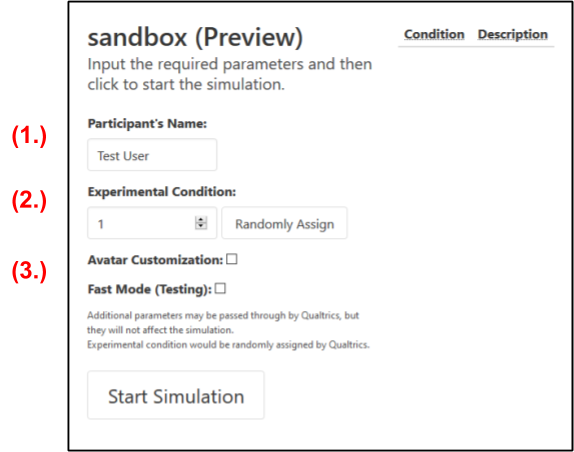 sandbox (Preview)
Condition Description
Input the required parameters and then
click to start the simulation.
Participant's Name:
(1.)
Test User
Experimental Condition:
(2.)
1 Randomly Assign
Avatar Customization:
(3.)
Fast Mode (Testing):
Additional parameters may be passed through by Qualtrics, but
they will not affect the simulation.
Experimental condition would be randomly assigned by Qualtrics.
Start Simulation